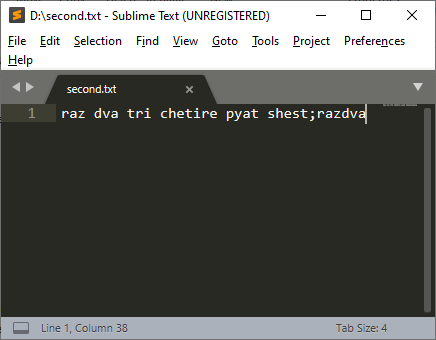 D:\second.txt - Sublime Text (UNREGISTERED)
File Edit Selection Find View Goto Tools Project Preferences
Help
second.txt
1 raz dva tri chetire pyat shest;razdva
Line 1, Column 38 Tab Size: 4